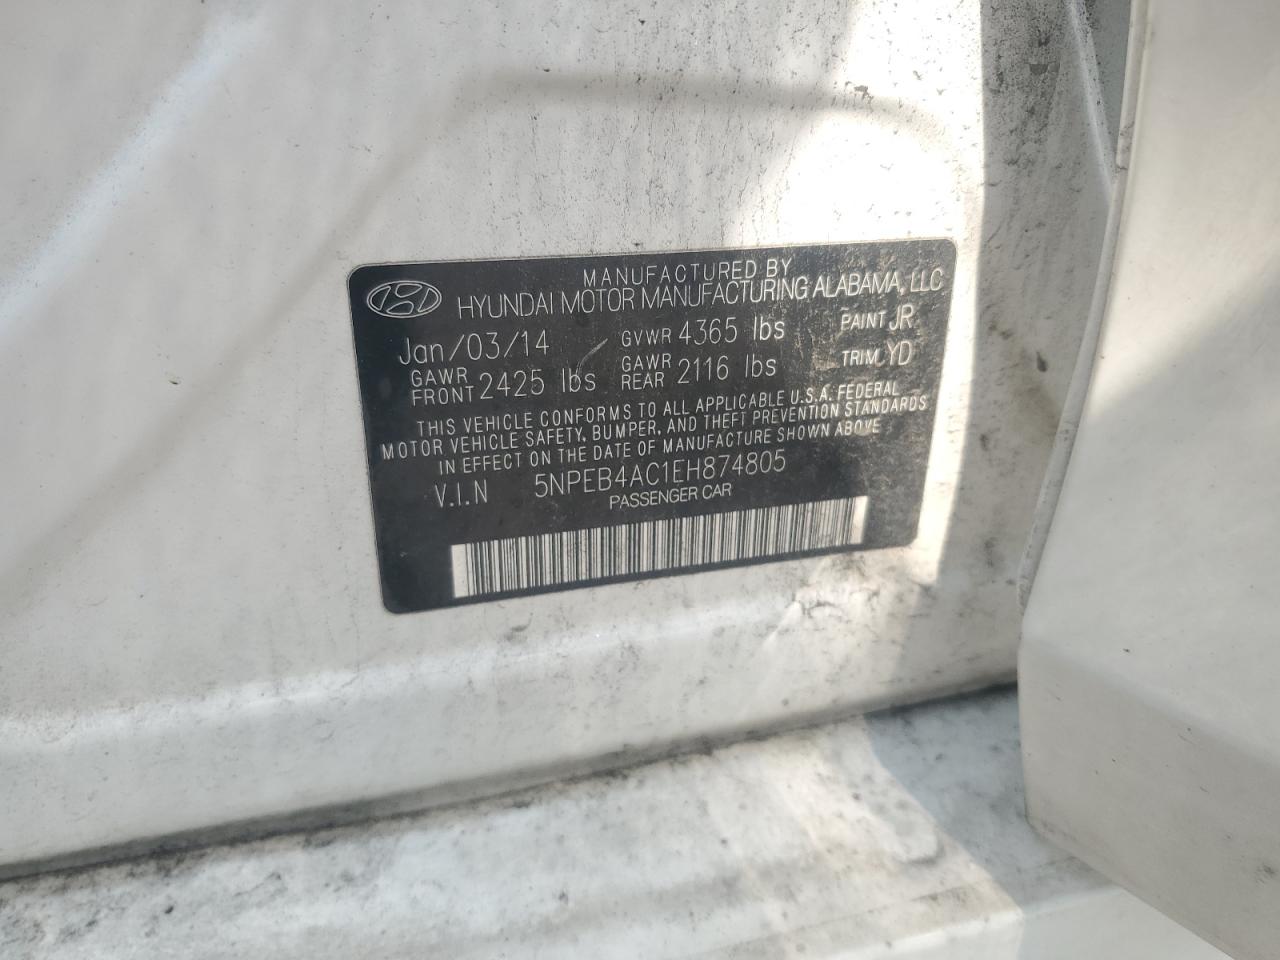 MANUFACTURED BY
HYUNDAI MOTOR MANUFACTURING ALABAMA, LLC
Jan/03/14 GVWR 4365 lbs PAINT JR
GAWR FRONT 2425 lbs GAWR REAR 2116 lbs TRIM YD
THIS VEHICLE CONFORMS TO ALL APPLICABLE U.S.A. FEDERAL
MOTOR VEHICLE SAFETY, BUMPER, AND THEFT PREVENTION STANDARDS
IN EFFECT ON THE DATE OF MANUFACTURE SHOWN ABOVE
V.I.N 5NPEB4AC1EH874805
PASSENGER CAR